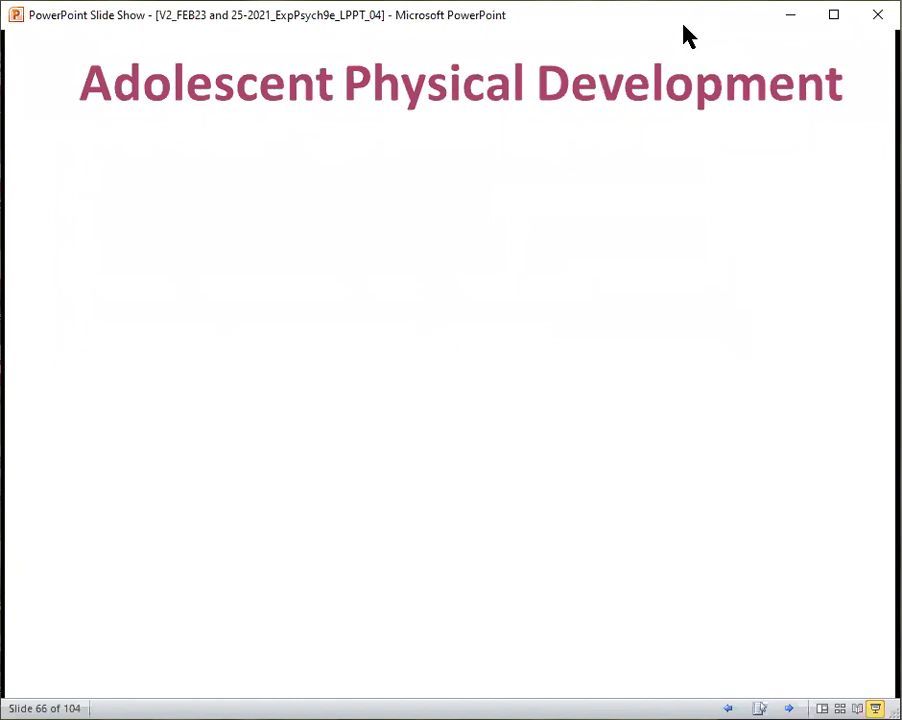 PowerPoint Slide Show - [V2_FEB23 and 25-2021_ExpPsych9e_LPPT_04] - Microsoft PowerPoint
Adolescent Physical Development
Slide 66 of 104